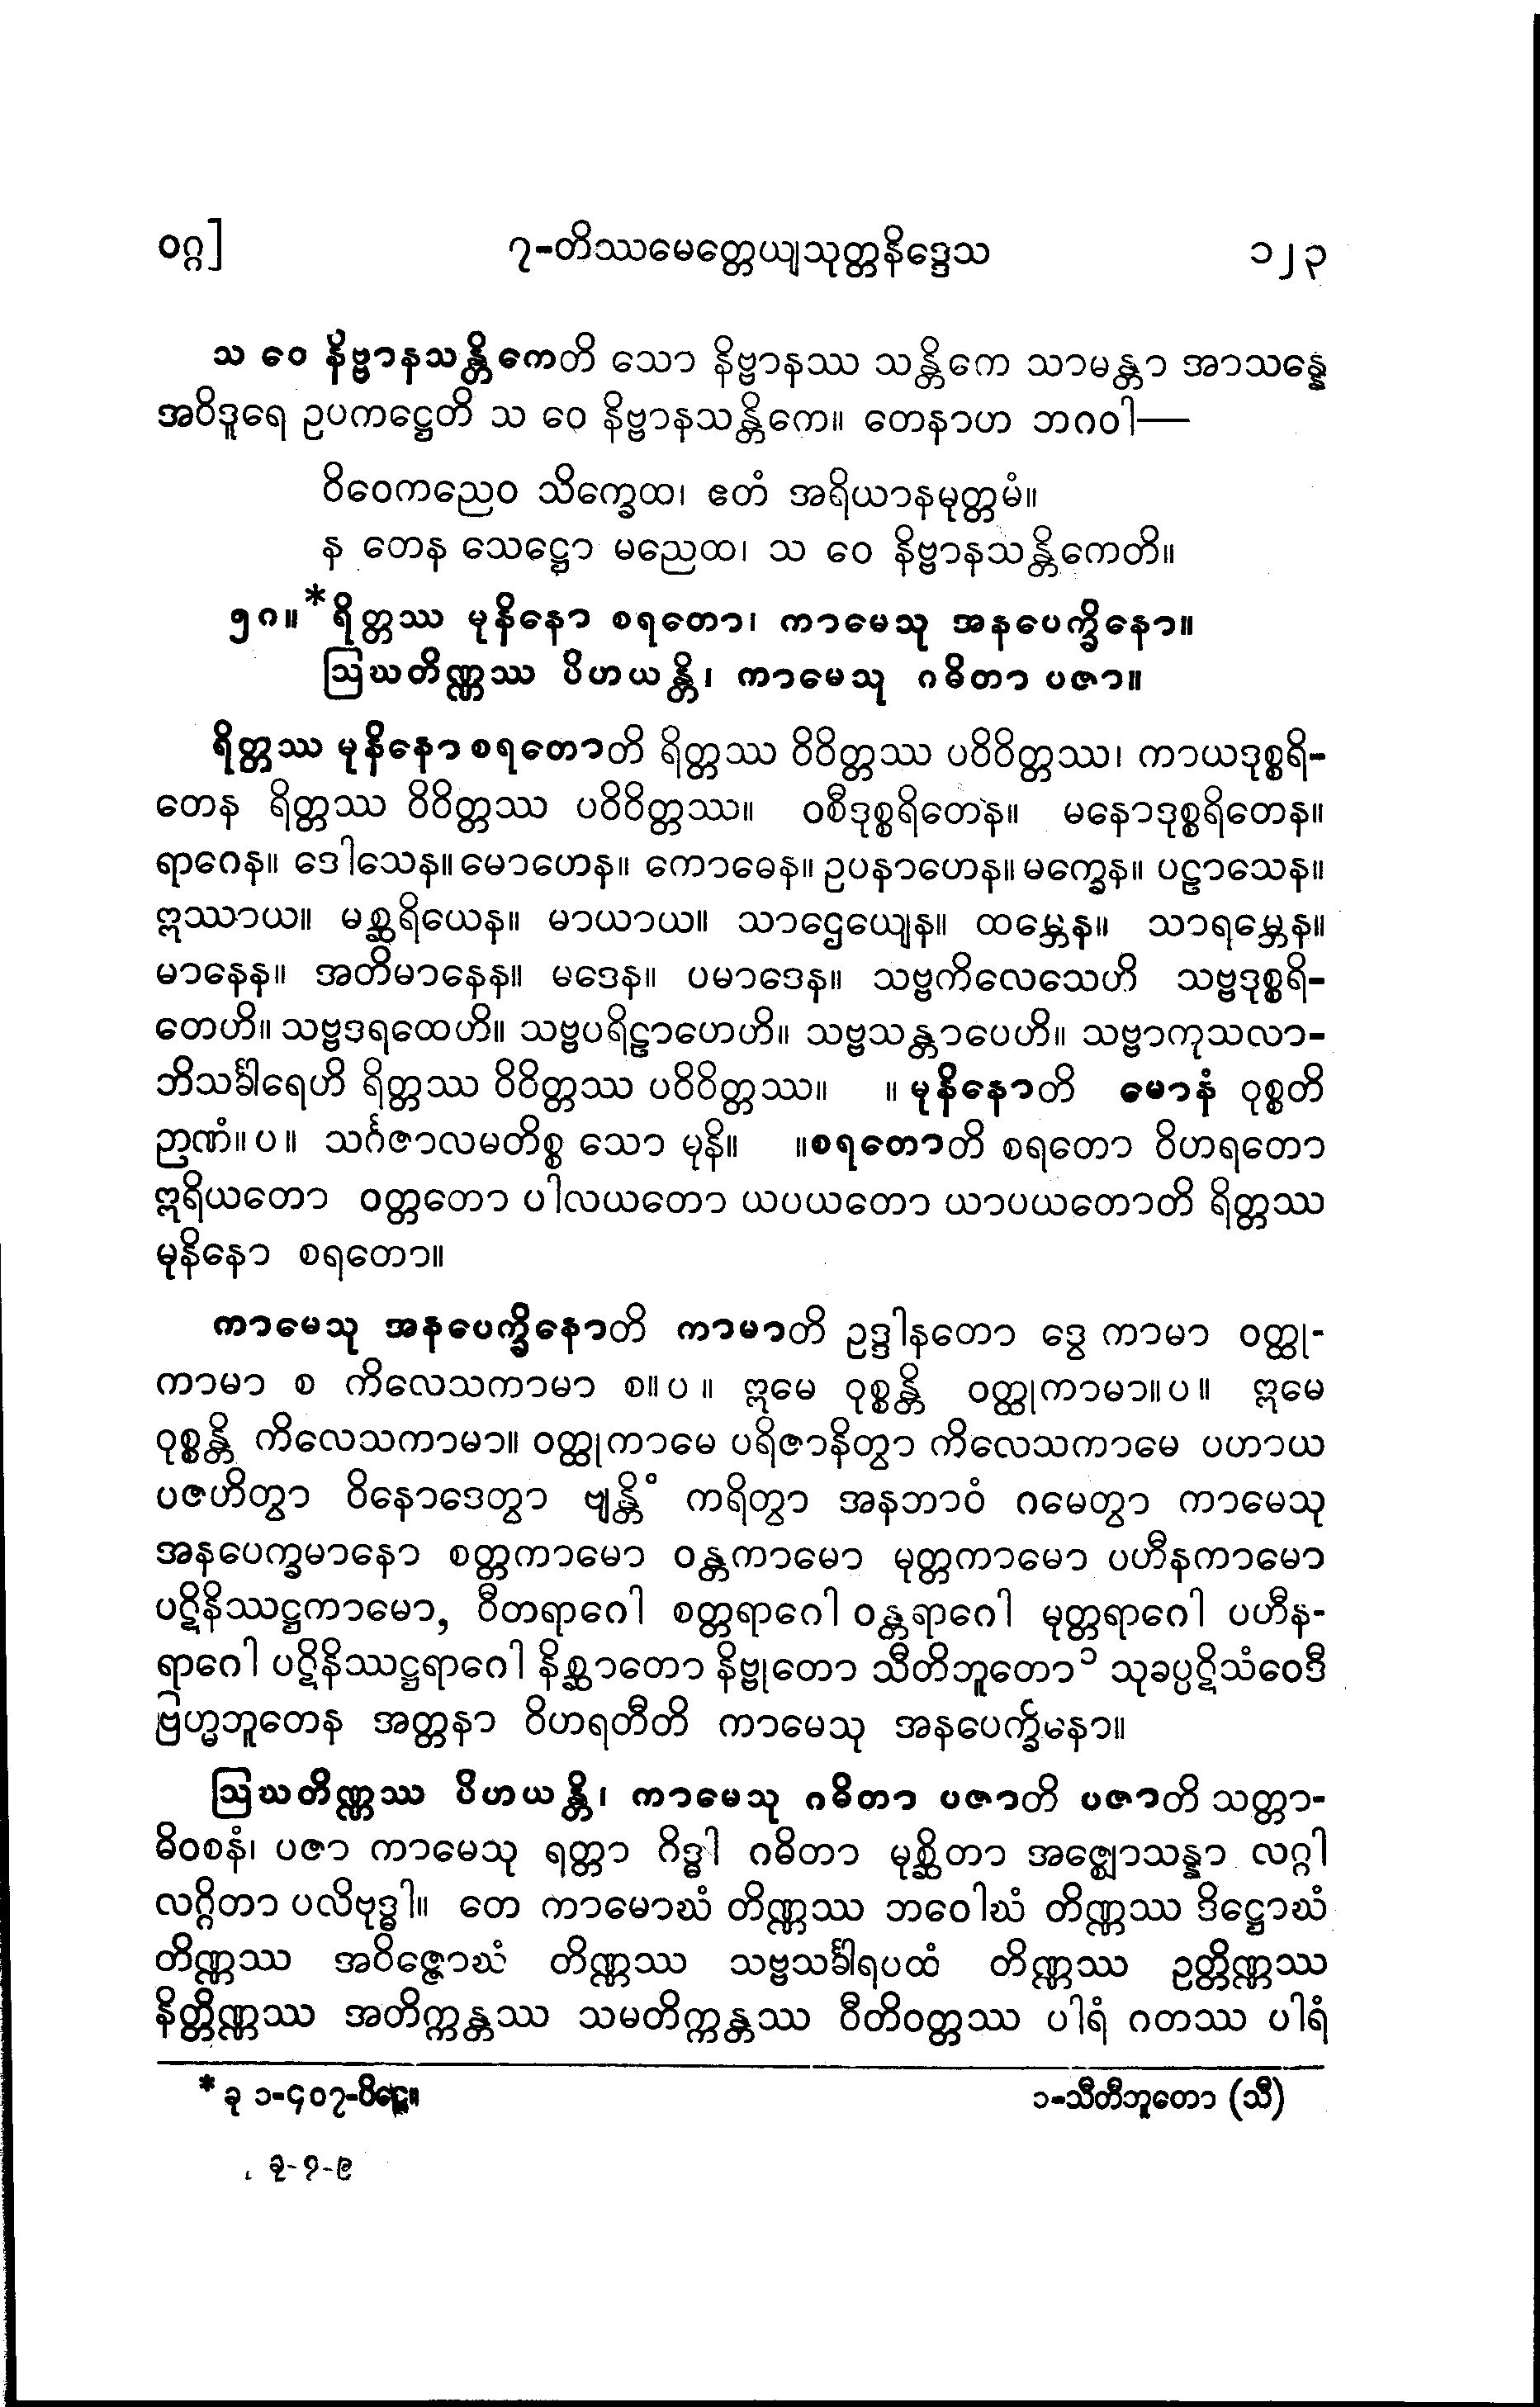 ဝဂ္ဂ]
၇-တိဿမေတ္တေယျသုတ္တနိဒ္ဒေသ
၁၂၃
သ ဝေ နိဗ္ဗာနသန္တိကေတိ သော နိဗ္ဗာနဿ သန္တိကေ သာမန္တာ အာသန္နေ
အဝိဒူရေ ဥပကဋ္ဌေတိ သ ဝေ နိဗ္ဗာနသန္တိကေ။ တေနာဟ ဘဂဝါ—
ဝိဝေကညေဝ သိက္ခေထ၊ ဧတံ အရိယာနမုတ္တမံ။
န တေန သေဋ္ဌော မညေထ၊ သ ဝေ နိဗ္ဗာနသန္တိကေတိ။
၅ဂ။ *ရိတ္တဿ မုနိနော စရတော၊ ကာမေသု အနပေက္ခိနော။
ဩဃတိဏ္ဏဿ ပိဟယန္တိ၊ ကာမေသု ဂဓိတာ ပဇာ။
ရိတ္တဿ မုနိနော စရတောတိ ရိတ္တဿ ဝိဝိတ္တဿ ပဝိဝိတ္တဿ၊ ကာယဒုစ္စရိ-
တေန ရိတ္တဿ ဝိဝိတ္တဿ ပဝိဝိတ္တဿ။ ဝစီဒုစ္စရိတေန။ မနောဒုစ္စရိတေန။
ရာဂေန။ ဒေါသေန။ မောဟေန။ ကောဓေန။ ဥပနာဟေန။ မက္ခေန။ ပဠာသေန။
ဣဿာယ။ မစ္ဆရိယေန။ မာယာယ။ သာဌေယျေန။ ထမ္ဘေန။ သာရမ္ဘေန။
မာနေန။ အတိမာနေန။ မဒေန။ ပမာဒေန။ သဗ္ဗကိလေသေဟိ သဗ္ဗဒုစ္စရိ-
တေဟိ။ သဗ္ဗဒရထေဟိ။ သဗ္ဗပရိဠာဟေဟိ။ သဗ္ဗသန္တာပေဟိ။ သဗ္ဗာကုသလာ-
ဘိသင်္ခါရေဟိ ရိတ္တဿ ဝိဝိတ္တဿ ပဝိဝိတ္တဿ။ ။ မုနိနောတိ မောနံ ဝုစ္စတိ
ဉာဏံ။ပ။ သင်္ဂဇာလမတိစ္စ သော မုနိ။ ။စရတောတိ စရတော ဝိဟရတော
ဣရိယတော ဝတ္တတော ပါလယတော ယပယတော ယာပယတောတိ ရိတ္တဿ
မုနိနော စရတော။
ကာမေသု အနပေက္ခိနောတိ ကာမာတိ ဥဒ္ဒါနတော ဒွေ ကာမာ ဝတ္ထု-
ကာမာ စ ကိလေသကာမာ စ။ပ။ ဣမေ ဝုစ္စန္တိ ဝတ္ထုကာမာ။ပ။ ဣမေ
ဝုစ္စန္တိ ကိလေသကာမာ။ ဝတ္ထုကာမေ ပရိဇာနိတွာ ကိလေသကာမေ ပဟာယ
ပဇဟိတွာ ဝိနောဒေတွာ ဗျန္တိံ ကရိတွာ အနဘာဝံ ဂမေတွာ ကာမေသု
အနပေက္ခမာနော စတ္တကာမော ဝန္တကာမော မုတ္တကာမော ပဟီနကာမော
ပဋိနိဿဋ္ဌကာမော, ဝီတရာဂေါ စတ္တရာဂေါ ဝန္တရာဂေါ မုတ္တရာဂေါ ပဟီန-
ရာဂေါ ပဋိနိဿဋ္ဌရာဂေါ နိစ္ဆာတော နိဗ္ဗုတော သီတိဘူတော၁ သုခပ္ပဋိသံဝေဒီ
ဗြဟ္မဘူတေန အတ္တနာ ဝိဟရတီတိ ကာမေသု အနပေက္ခိနော။
ဩဃတိဏ္ဏဿ ပိဟယန္တိ၊ ကာမေသု ဂဓိတာ ပဇာတိ ပဇာတိ သတ္တာ-
ဓိဝစနံ၊ ပဇာ ကာမေသု ရတ္တာ ဂိဒ္ဓါ ဂဓိတာ မုစ္ဆိတာ အဇ္ဈောသန္နာ လဂ္ဂါ
လဂ္ဂိတာ ပလိဗုဒ္ဓါ။ တေ ကာမောဃံ တိဏ္ဏဿ ဘဝေါဃံ တိဏ္ဏဿ ဒိဋ္ဌောဃံ
တိဏ္ဏဿ အဝိဇ္ဇောဃံ တိဏ္ဏဿ သဗ္ဗသင်္ခါရပထံ တိဏ္ဏဿ ဥတ္တိဏ္ဏဿ
နိတ္တိဏ္ဏဿ အတိက္ကန္တဿ သမတိက္ကန္တဿ ဝီတိဝတ္တဿ ပါရံ ဂတဿ ပါရံ
* ခု ၁-၄၀၇-ပိဋ္ဌေ။
၁-သီတီဘူတော (သီ)
ခု-၇-၉